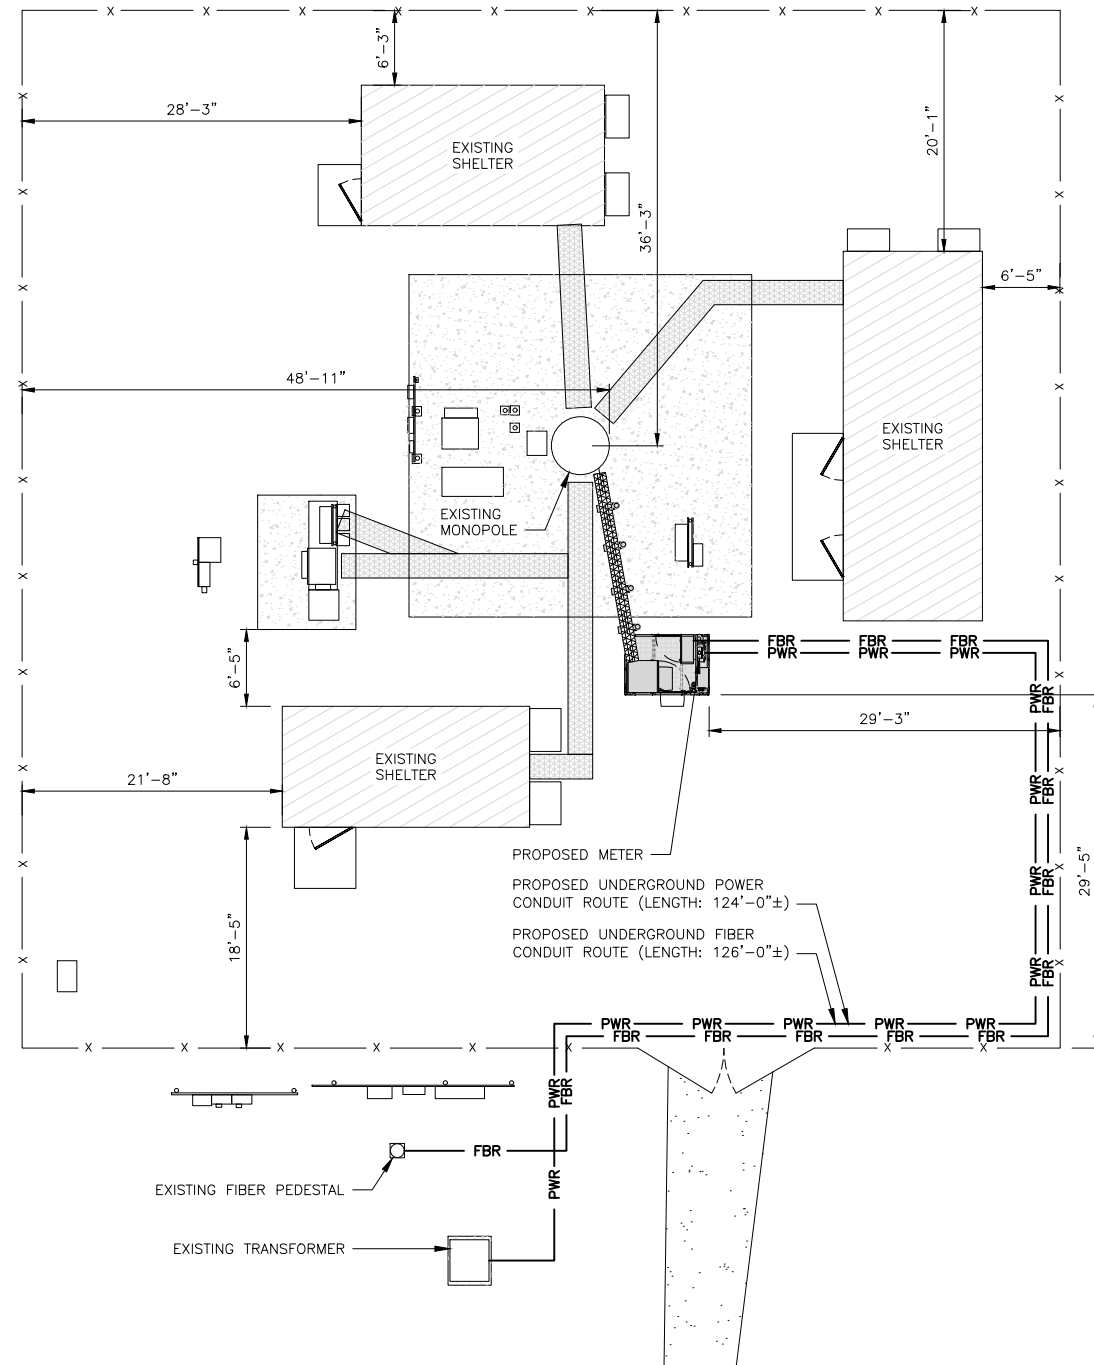 X X X X X X X X X X
6'-3"
28'-3"
20'-1"
EXISTING
SHELTER
36'-3"
6'-5"
48'-11"
EXISTING
SHELTER
EXISTING
MONOPOLE
FBR FBR FBR
PWR PWR PWR
6'-5"
29'-3"
PWR
FBR
EXISTING
SHELTER
21'-8"
PWR
FBR
PROPOSED METER
29'-5"
PROPOSED UNDERGROUND POWER
CONDUIT ROUTE (LENGTH: 124'-0"±)
PWR
FBR
18'-5"
PROPOSED UNDERGROUND FIBER
CONDUIT ROUTE (LENGTH: 126'-0"±)
PWR
FBR
PWR PWR PWR PWR PWR
FBR FBR FBR FBR FBR
X X X X X X X X
PWR
FBR
FBR
PWR
EXISTING FIBER PEDESTAL
EXISTING TRANSFORMER